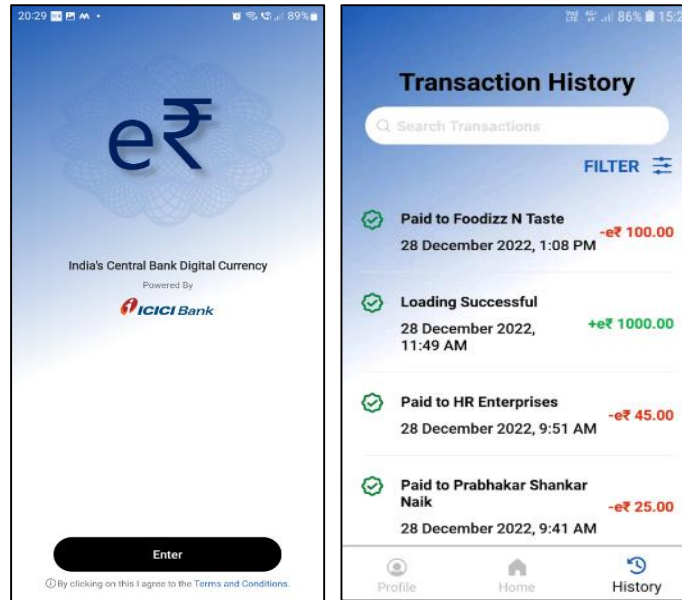 20:29
89%
e₹
India's Central Bank Digital Currency
Powered By
ICICI Bank
Enter
By clicking on this I agree to the Terms and Conditions.
86% 15:2
Transaction History
Search Transactions
FILTER
Paid to Foodizz N Taste
-e₹ 100.00
28 December 2022, 1:08 PM
Loading Successful
+e₹ 1000.00
28 December 2022,
11:49 AM
Paid to HR Enterprises
-e₹ 45.00
28 December 2022, 9:51 AM
Paid to Prabhakar Shankar
Naik
-e₹ 25.00
28 December 2022, 9:41 AM
Profile
Home
History